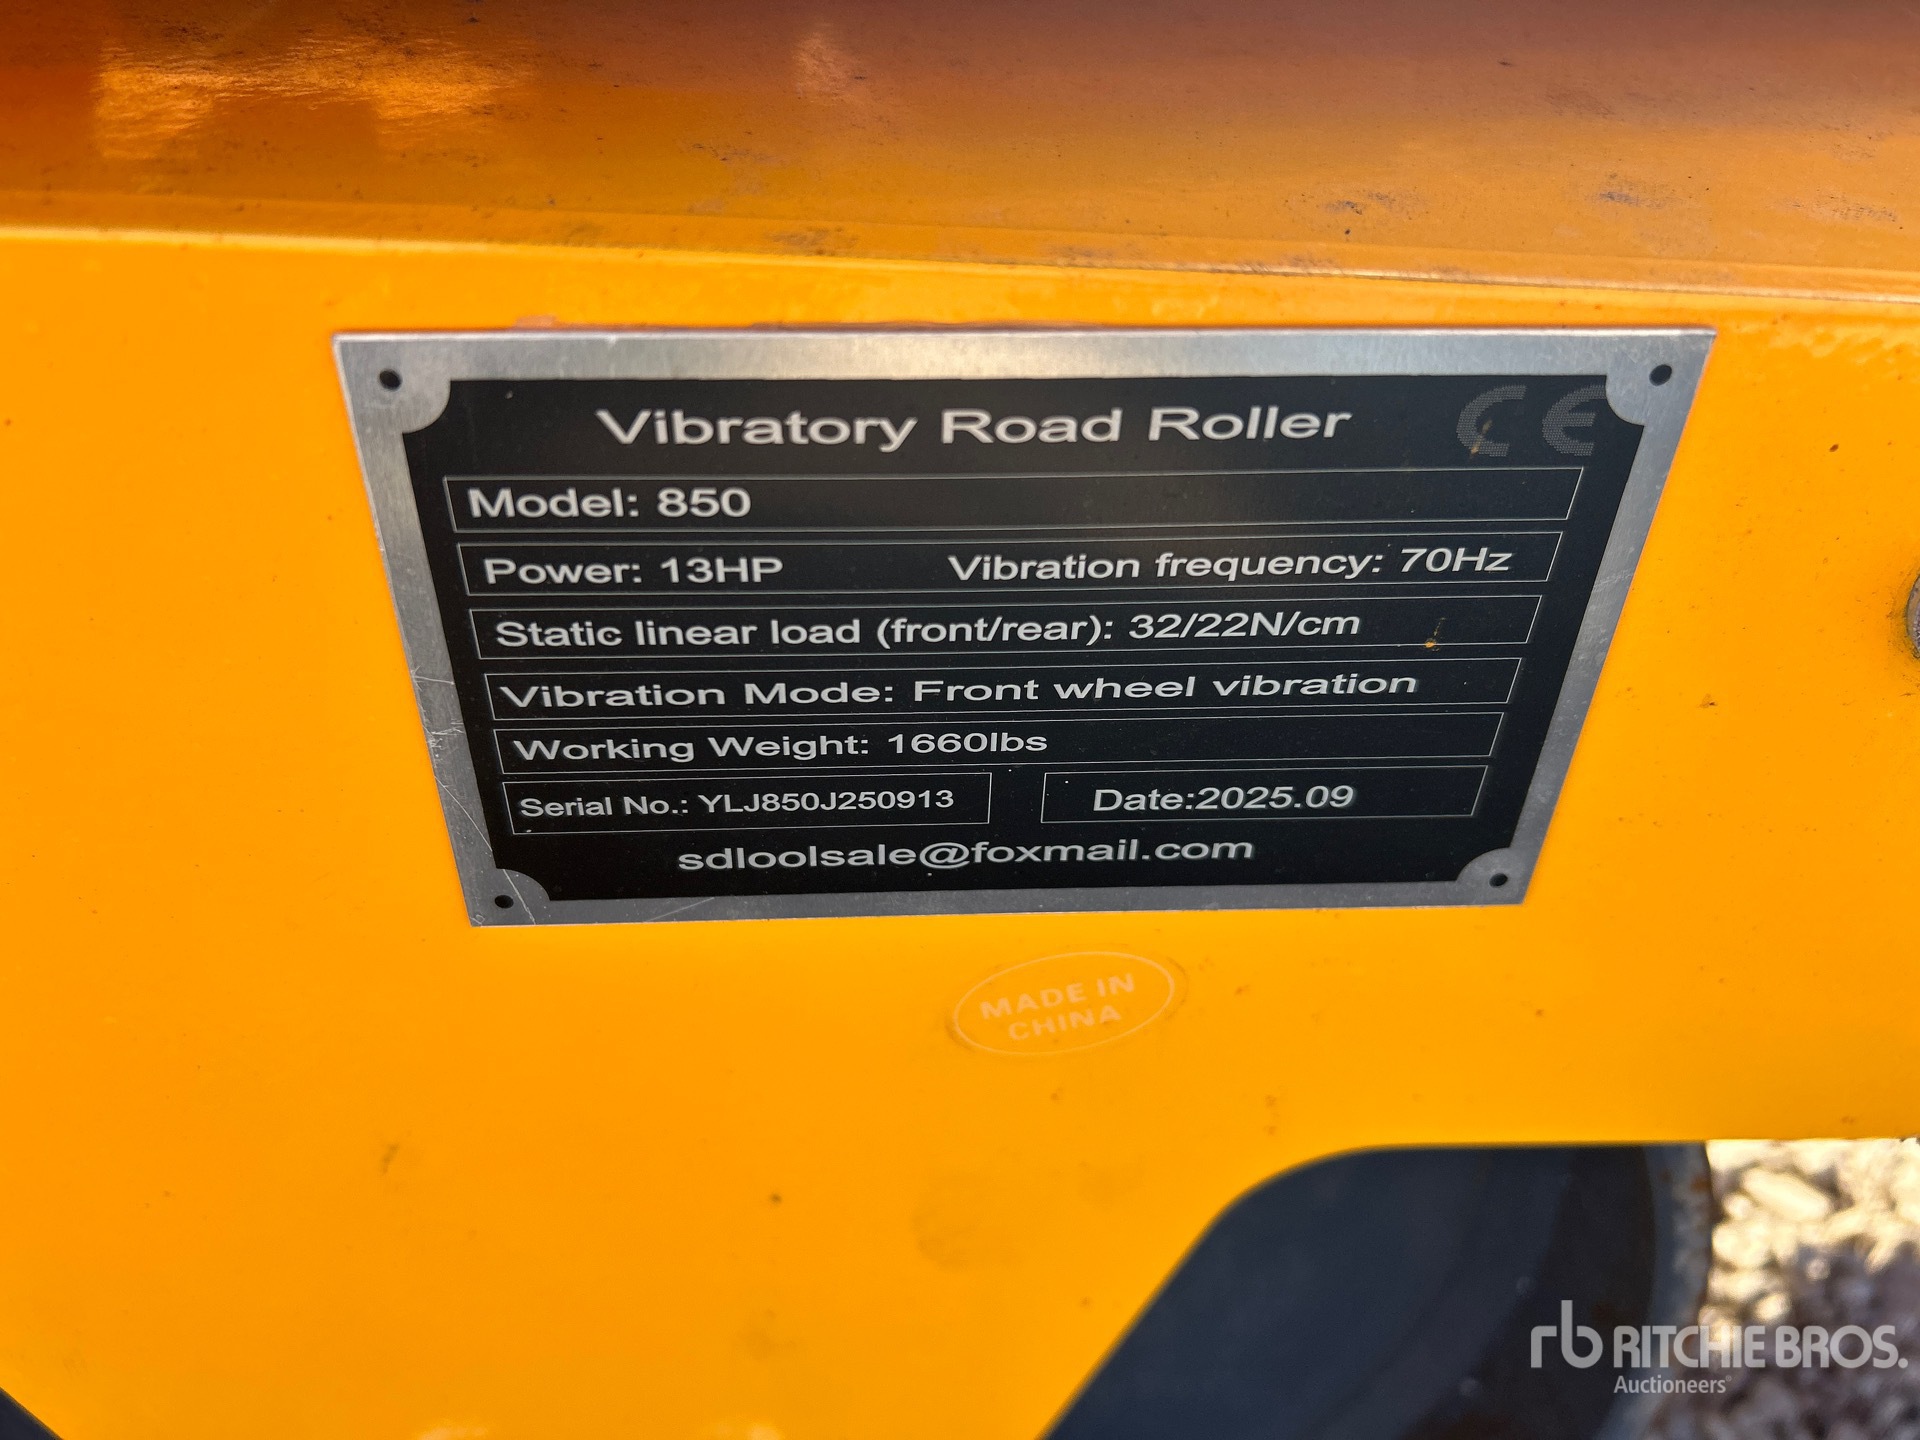 Vibratory Road Roller CE
Model: 850
Power: 13HP Vibration frequency: 70Hz
Static linear load (front/rear): 32/22N/cm
Vibration Mode: Front wheel vibration
Working Weight: 1660lbs
Serial No.: YLJ850J250913 Date:2025.09
sdloolsale@foxmail.com
MADE IN
CHINA
rb RITCHIE BROS.
Auctioneers